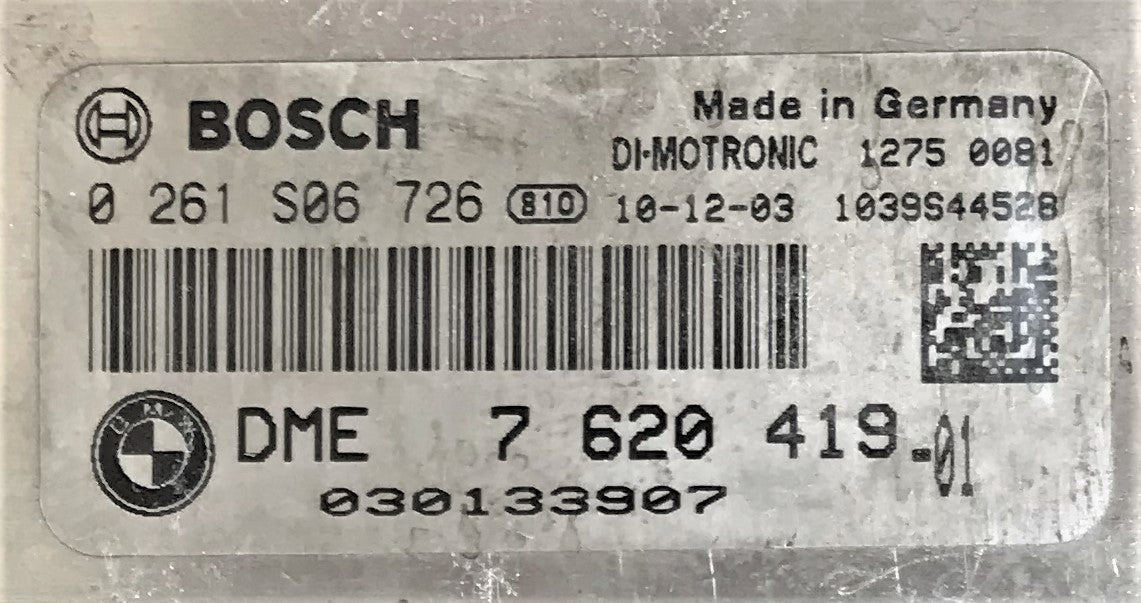 BOSCH
Made in Germany
DI·MOTRONIC 1275 0081
0 261 S06 726 810 10-12-03 1039S44528
BMW
DME 7 620 419-01
030133907